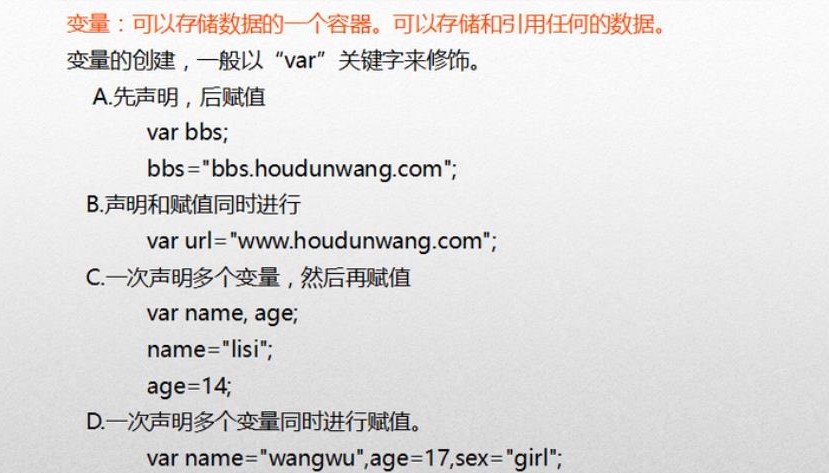 变量：可以存储数据的一个容器。可以存储和引用任何的数据。
变量的创建，一般以“var”关键字来修饰。
A.先声明，后赋值
var bbs;
bbs="bbs.houdunwang.com";
B.声明和赋值同时进行
var url="www.houdunwang.com";
C.一次声明多个变量，然后再赋值
var name, age;
name="lisi";
age=14;
D.一次声明多个变量同时进行赋值。
var name="wangwu",age=17,sex="girl";